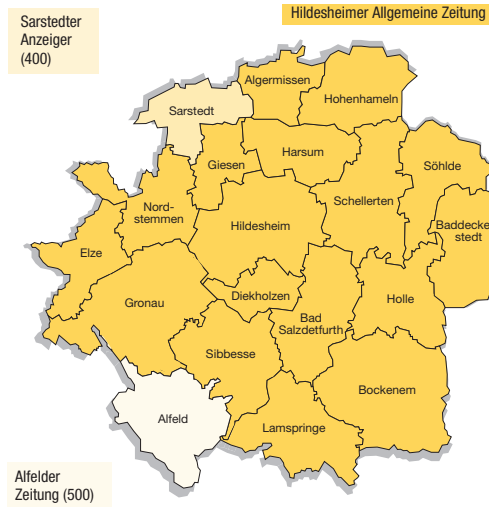 Sarstedter
Anzeiger
(400)
Hildesheimer Allgemeine Zeitung
Algermissen
Hohenhameln
Sarstedt
Giesen
Harsum
Söhlde
Nord-
stemmen
Schellerten
Hildesheim
Baddecke
stedt
Elze
Gronau
Diekholzen
Holle
Bad
Salzdetfurth
Sibbesse
Bockenem
Alfeld
Lamspringe
Alfelder
Zeitung (500)